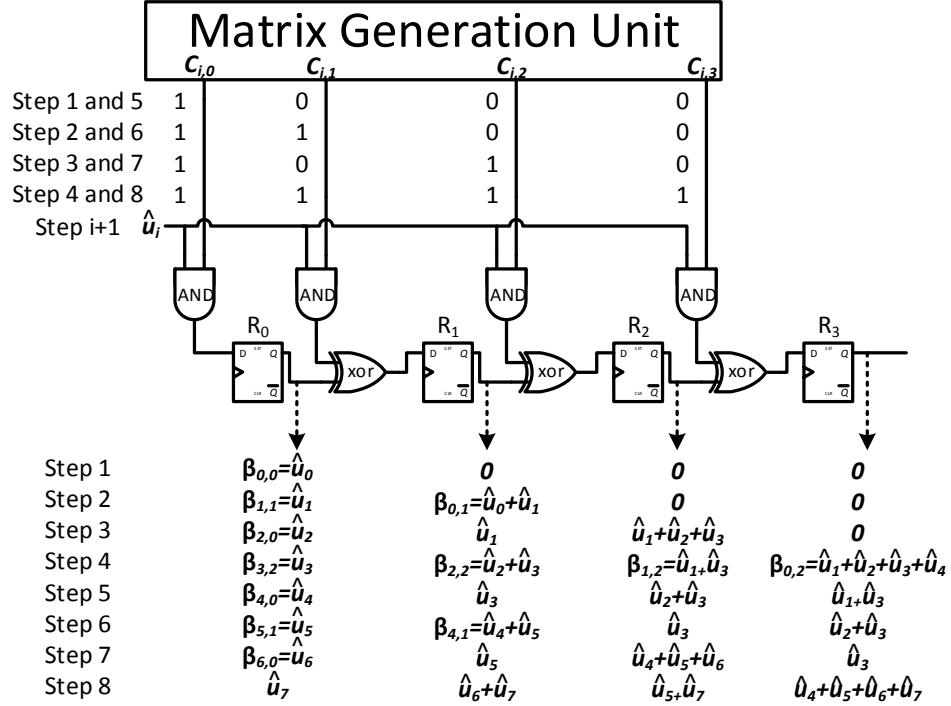 Matrix Generation Unit
C_{i,0} C_{i,1} C_{i,2} C_{i,3}
Step 1 and 5 1 0 0 0
Step 2 and 6 1 1 0 0
Step 3 and 7 1 0 1 0
Step 4 and 8 1 1 1 1
Step i+1 û_i
AND AND AND AND
R_0 R_1 R_2 R_3
D SET Q D SET Q D SET Q D SET Q
xor xor xor
CLR Q̅ CLR Q̅ CLR Q̅ CLR Q̅
Step 1 β_{0,0}=û_0 0 0 0
Step 2 β_{1,1}=û_1 β_{0,1}=û_0+û_1 0 0
Step 3 β_{2,0}=û_2 û_1 û_1+û_2+û_3 0
Step 4 β_{3,2}=û_3 β_{2,2}=û_2+û_3 β_{1,2}=û_1+û_3 β_{0,2}=û_1+û_2+û_3+û_4
Step 5 β_{4,0}=û_4 û_3 û_2+û_3 û_1+û_3
Step 6 β_{5,1}=û_5 β_{4,1}=û_4+û_5 û_3 û_2+û_3
Step 7 β_{6,0}=û_6 û_5 û_4+û_5+û_6 û_3
Step 8 û_7 û_6+û_7 û_5+û_7 û_4+û_5+û_6+û_7